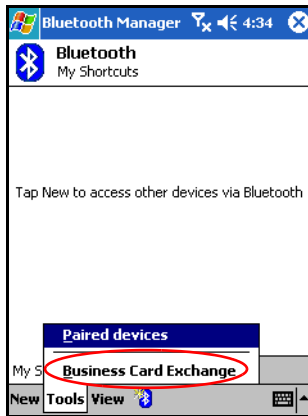 Bluetooth Manager 4:34
Bluetooth
My Shortcuts
Tap New to access other devices via Bluetooth
Paired devices
Business Card Exchange
My S
New Tools View